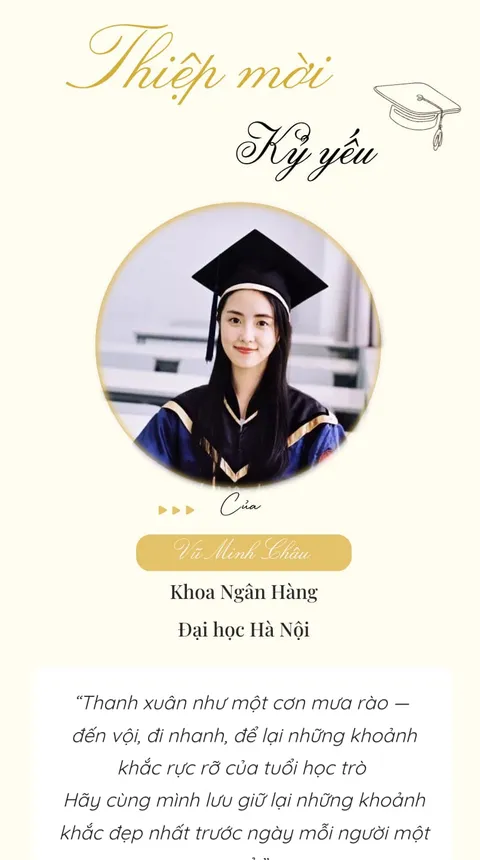 Thiệp mời
Kỷ yếu
Của
Vũ Minh Châu
Khoa Ngân Hàng
Đại học Hà Nội
“Thanh xuân như một cơn mưa rào —
đến vội, đi nhanh, để lại những khoảnh
khắc rực rỡ của tuổi học trò
Hãy cùng mình lưu giữ lại những khoảnh
khắc đẹp nhất trước ngày mỗi người một